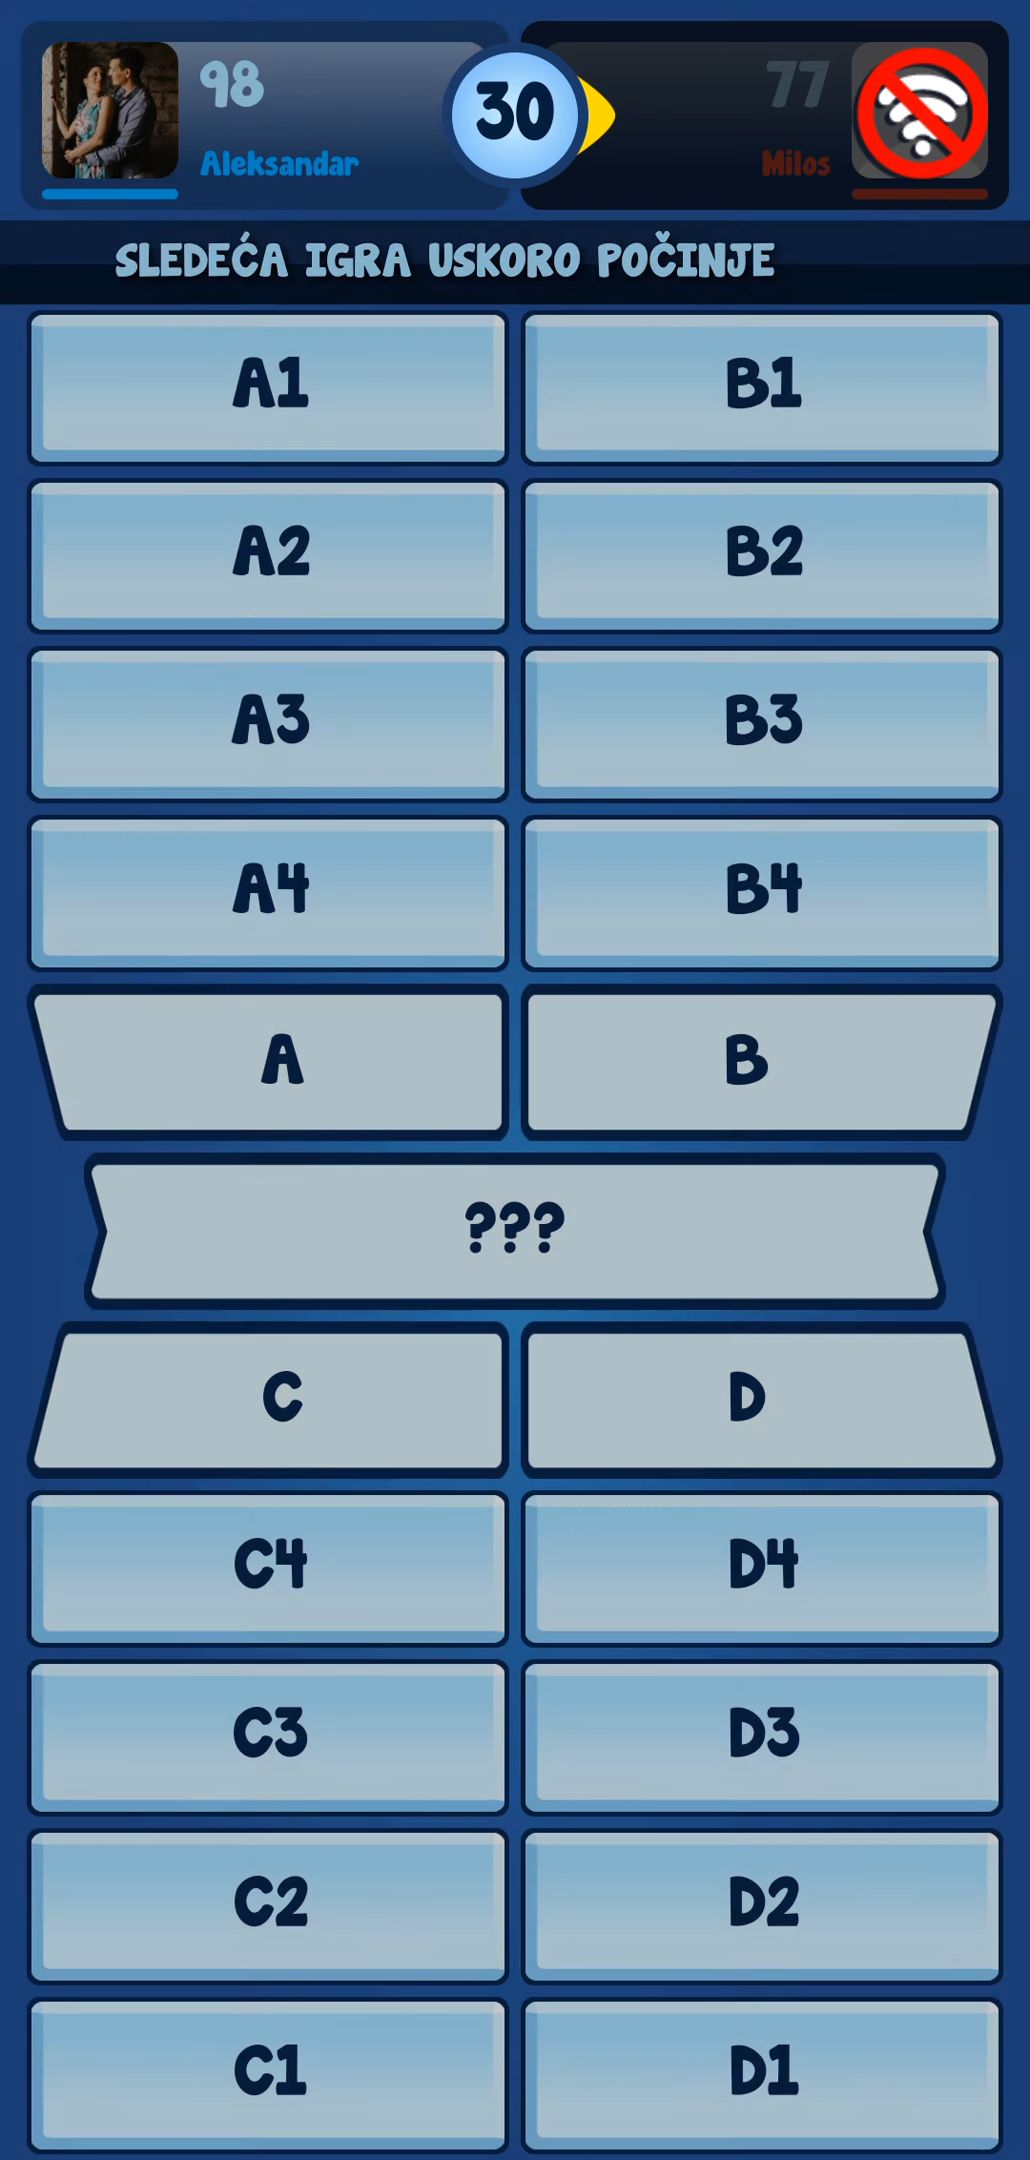 98
Aleksandar
30
77
Milos
SLEDEĆA IGRA USKORO POČINJE
A1 B1
A2 B2
A3 B3
A4 B4
A B
???
C D
C4 D4
C3 D3
C2 D2
C1 D1